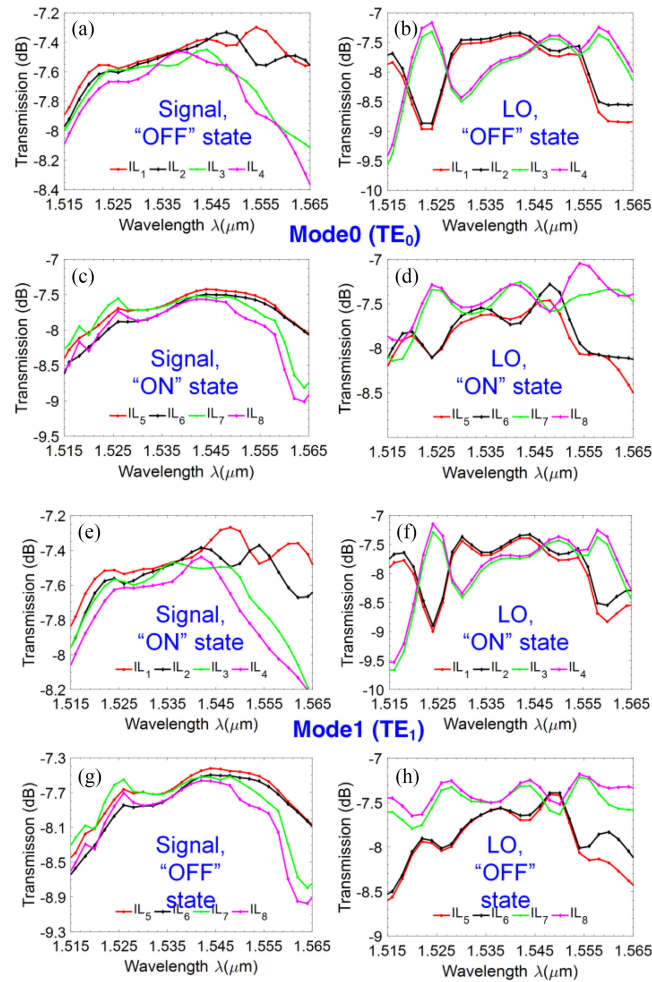 (a)
-7.2
-7.4
-7.6
-7.8
-8
-8.2
-8.4
Transmission (dB)
Signal,
“OFF” state
IL1 IL2 IL3 IL4
1.515 1.525 1.535 1.545 1.555 1.565
Wavelength λ(μm)
(b)
-7
-7.5
-8
-8.5
-9
-9.5
-10
Transmission (dB)
LO,
“OFF” state
IL1 IL2 IL3 IL4
1.515 1.525 1.535 1.545 1.555 1.565
Wavelength λ(μm)
Mode0 (TE0)
(c)
-7
-7.5
-8
-8.5
-9
-9.5
Transmission (dB)
Signal,
“ON” state
IL5 IL6 IL7 IL8
1.515 1.525 1.535 1.545 1.555 1.565
Wavelength λ(μm)
(d)
-7
-7.5
-8
-8.5
Transmission (dB)
LO,
“ON” state
IL5 IL6 IL7 IL8
1.515 1.525 1.535 1.545 1.555 1.565
Wavelength λ(μm)
(e)
-7.2
-7.4
-7.6
-7.8
-8
-8.2
Transmission (dB)
Signal,
“ON” state
IL1 IL2 IL3 IL4
1.515 1.525 1.535 1.545 1.555 1.565
Wavelength λ(μm)
(f)
-7
-7.5
-8
-8.5
-9
-9.5
-10
Transmission (dB)
LO,
“ON” state
IL1 IL2 IL3 IL4
1.515 1.525 1.535 1.545 1.555 1.565
Wavelength λ(μm)
Mode1 (TE1)
(g)
-7.3
-7.7
-8.1
-8.5
-8.9
-9.3
Transmisson (dB)
Signal,
“OFF”
state
IL5 IL6 IL7 IL8
1.515 1.525 1.535 1.545 1.555 1.565
Wavelength λ(μm)
(h)
-7
-7.5
-8
-8.5
-9
Transmission (dB)
LO,
“OFF”
state
IL5 IL6 IL7 IL8
1.515 1.525 1.535 1.545 1.555 1.565
Wavelength λ(μm)